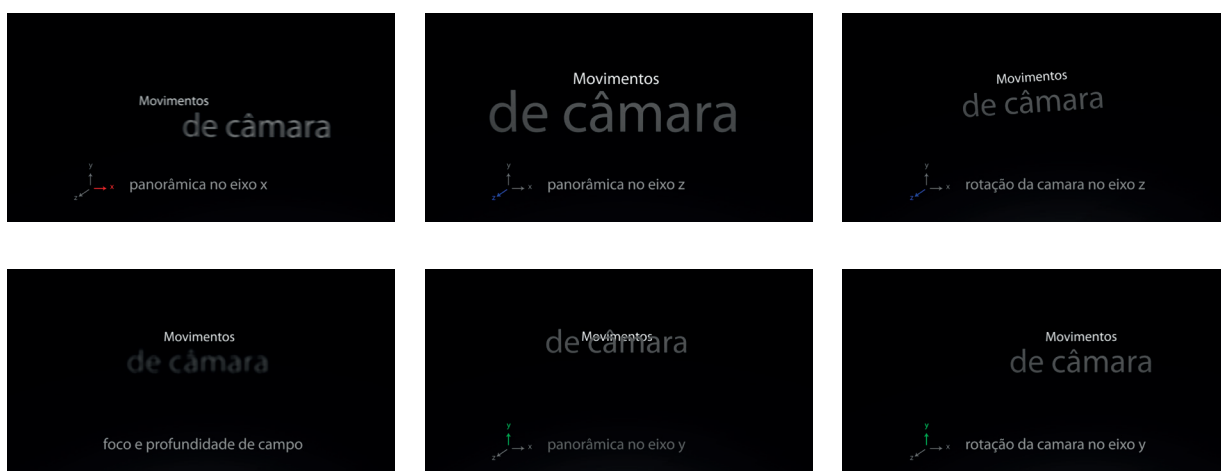 Movimentos
de câmara
y
x
z
panorâmica no eixo x
Movimentos
de câmara
y
x
z
panorâmica no eixo z
Movimentos
de câmara
y
x
z
rotação da camara no eixo z
Movimentos
de câmara
foco e profundidade de campo
Movimentos
de câmara
y
x
z
panorâmica no eixo y
Movimentos
de câmara
y
x
z
rotação da camara no eixo y